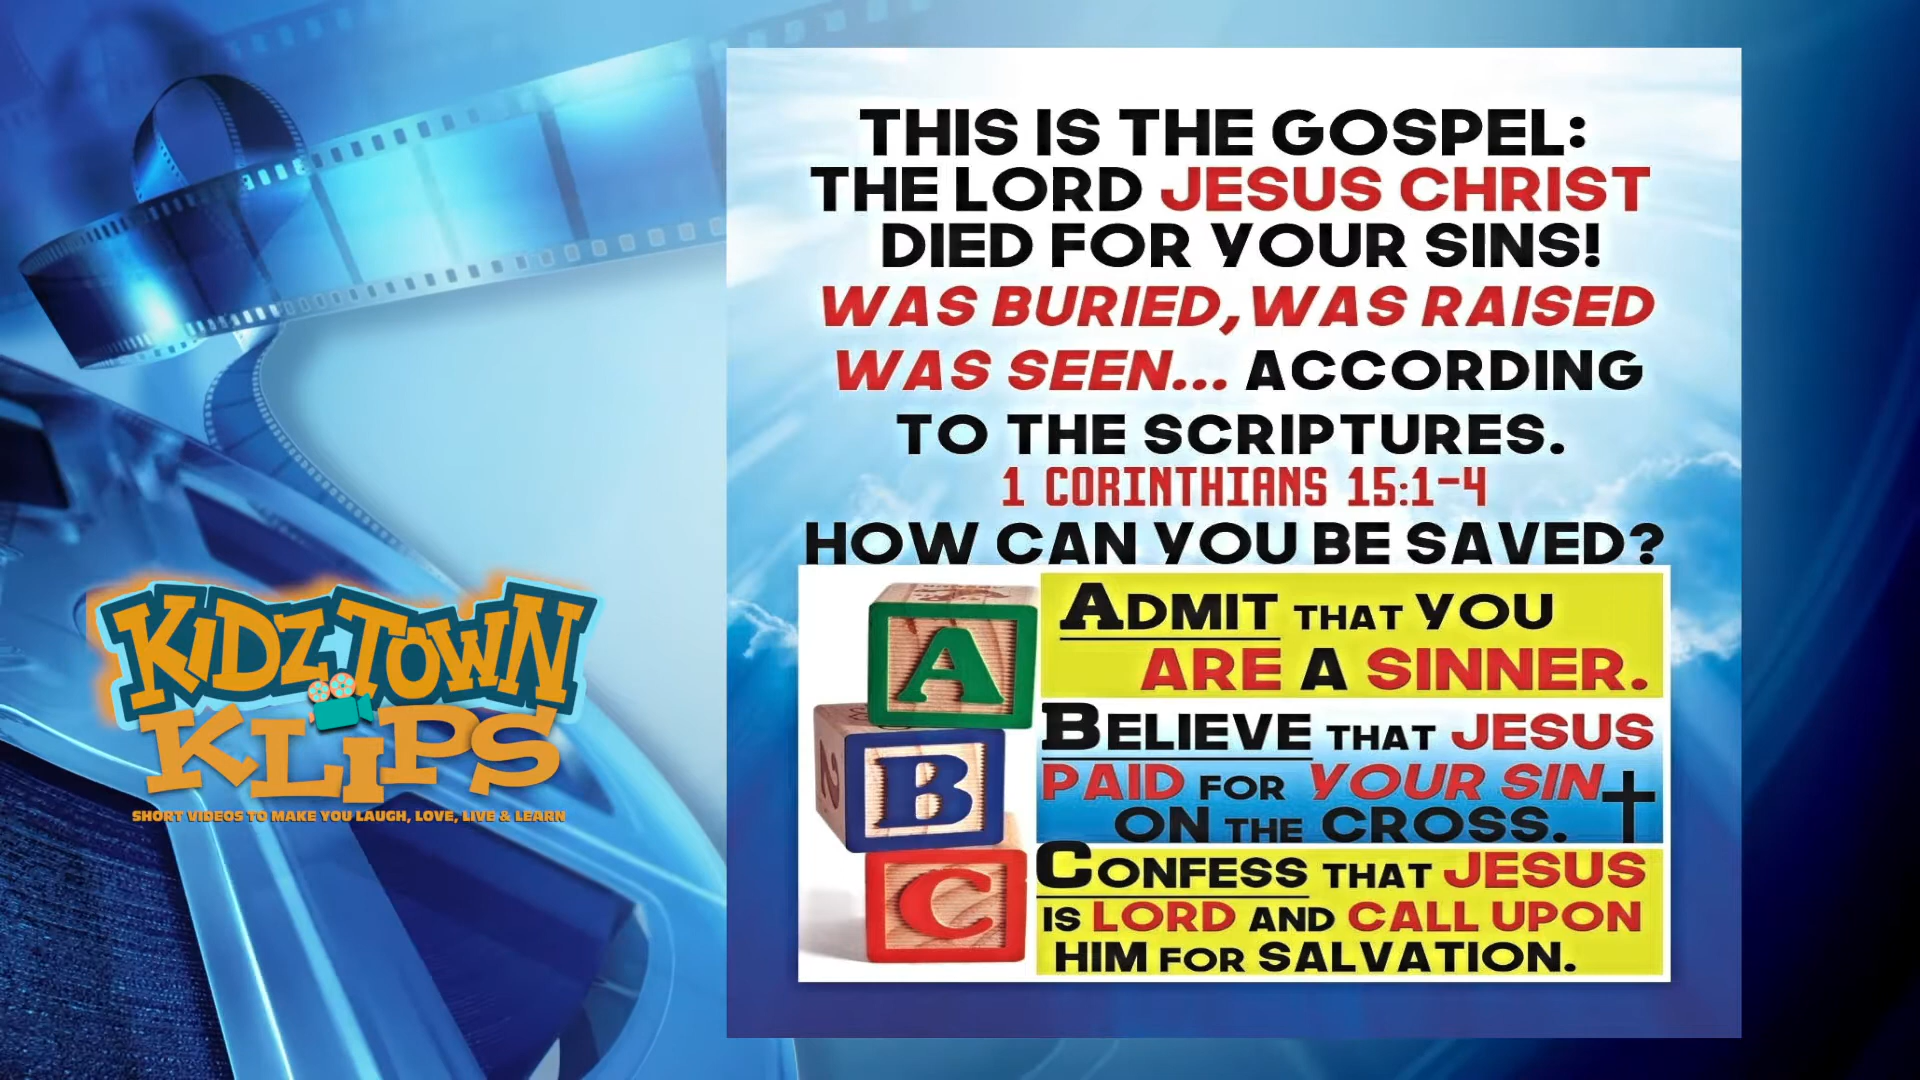 THIS IS THE GOSPEL:
THE LORD JESUS CHRIST
DIED FOR YOUR SINS!
WAS BURIED, WAS RAISED
WAS SEEN... ACCORDING
TO THE SCRIPTURES.
1 CORINTHIANS 15:1-4
HOW CAN YOU BE SAVED?
A
ADMIT THAT YOU
ARE A SINNER.
B
2
BELIEVE THAT JESUS
PAID FOR YOUR SIN
ON THE CROSS.
C
CONFESS THAT JESUS
IS LORD AND CALL UPON
HIM FOR SALVATION.
KIDZ TOWN
KLIPS
SHORT VIDEOS TO MAKE YOU LAUGH, LOVE, LIVE & LEARN